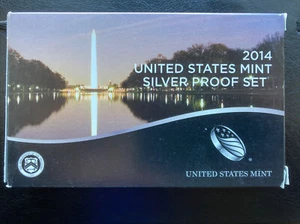 2014
UNITED STATES MINT
SILVER PROOF SET
UNITED STATES MINT